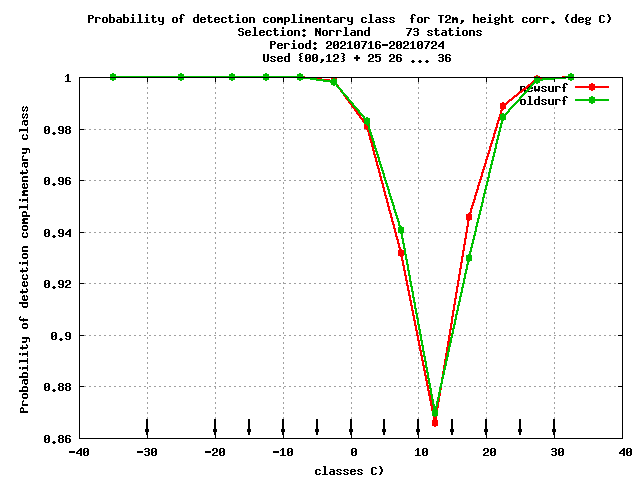 Probability of detection complimentary class  for T2m, height corr. (deg C)
Selection: Norrland     73 stations
Period: 20210716-20210724
Used {00,12} + 25 26 ... 36
newsurf
oldsurf
Probability of detection complimentary class
1
0,98
0,96
0,94
0,92
0,9
0,88
0,86
-40 -30 -20 -10 0 10 20 30 40
classes C)